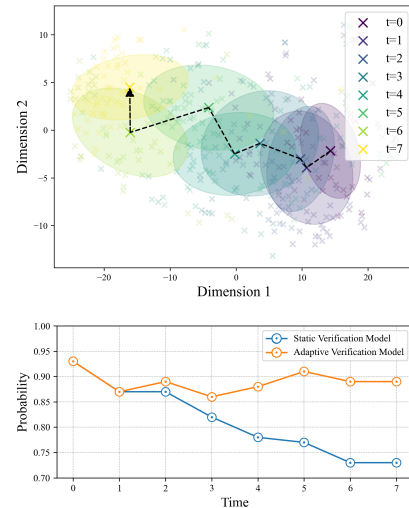 10
5
0
−5
−10
Dimension 2
−20
−10
0
10
20
Dimension 1
t=0
t=1
t=2
t=3
t=4
t=5
t=6
t=7
1.00
0.95
0.90
0.85
0.80
0.75
0.70
Probability
Static Verification Model
Adaptive Verification Model
0 1 2 3 4 5 6 7
Time